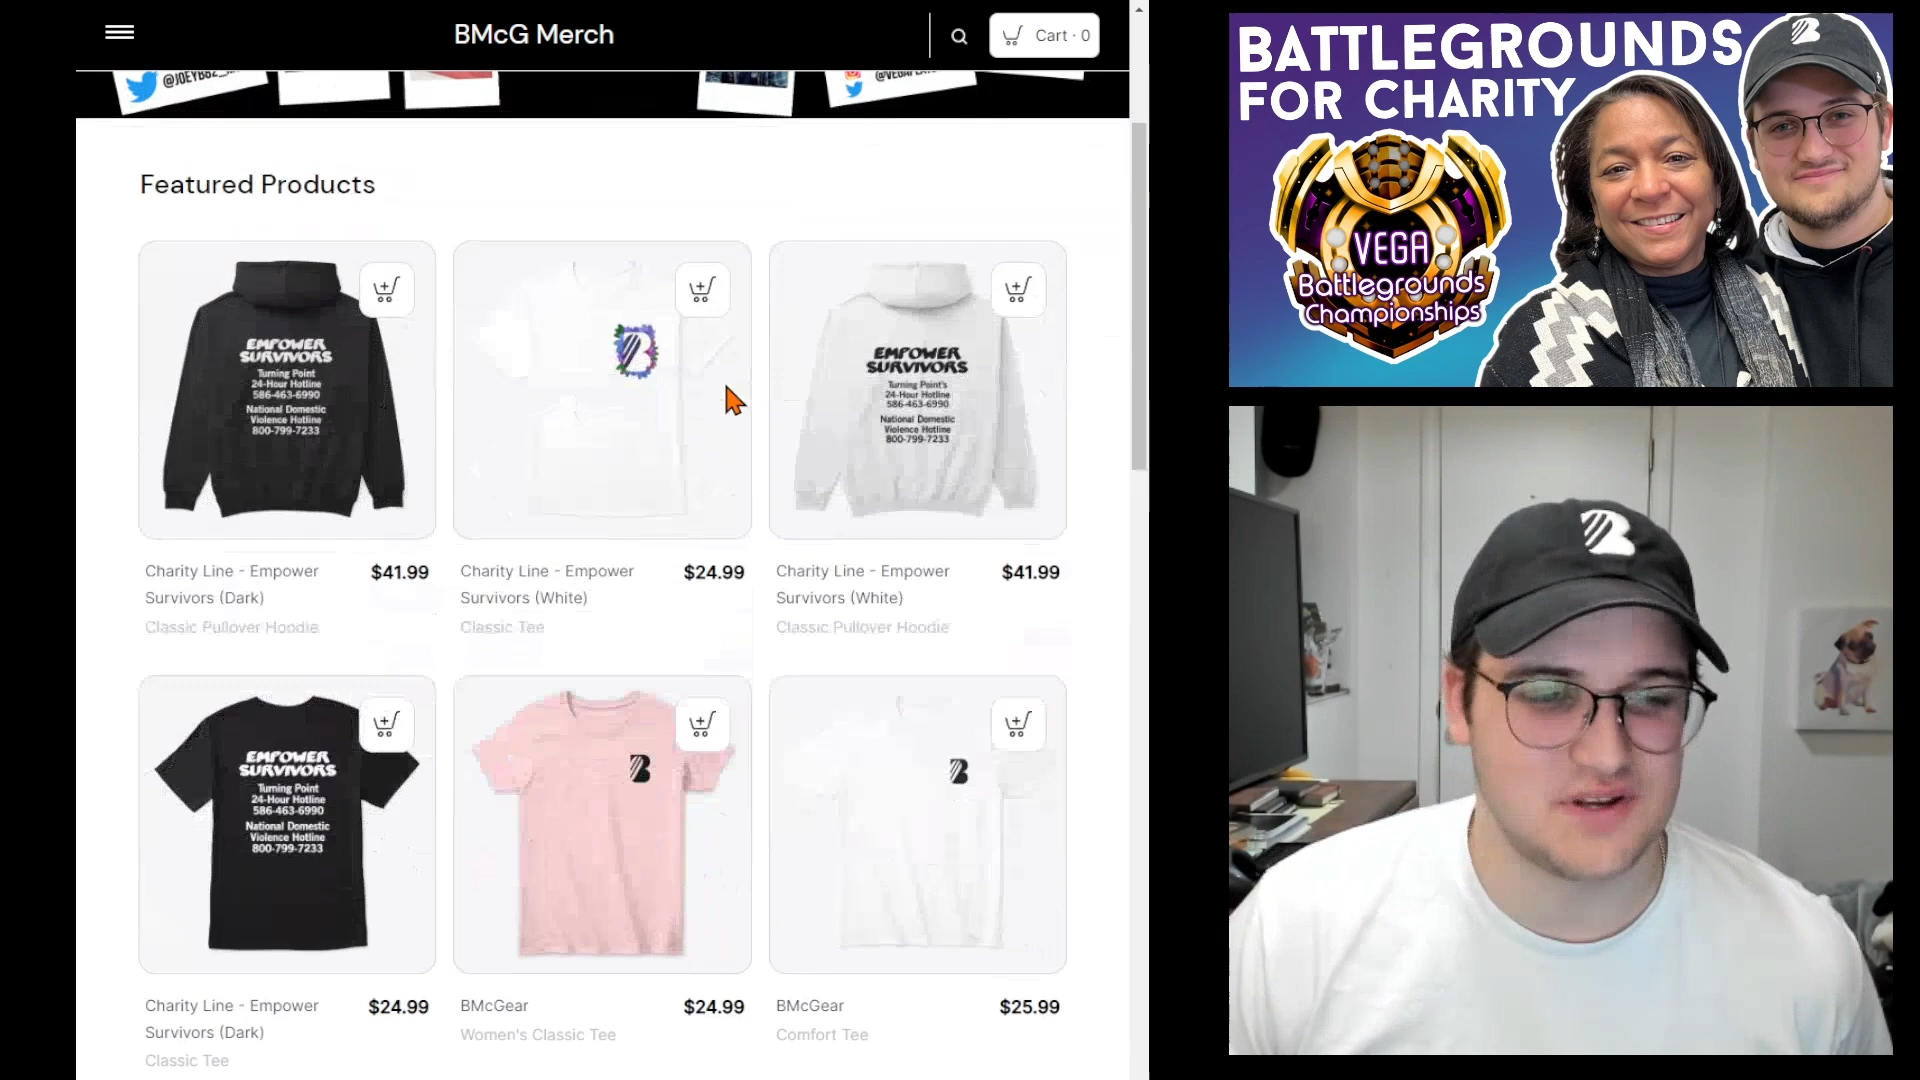 BMcG Merch
Cart · 0
@VEGAPLA
Featured Products
EMPOWER
SURVIVORS
Turning Point
24-Hour Hotline
586-463-6990
National Domestic
Violence Hotline
800-799-7233
B
EMPOWER
SURVIVORS
Turning Point's
24-Hour Hotline
586-463-6990
National Domestic
Violence Hotline
800-799-7233
Charity Line - Empower
Survivors (Dark)
$41.99
Classic Pullover Hoodie
Charity Line - Empower
Survivors (White)
$24.99
Classic Tee
Charity Line - Empower
Survivors (White)
$41.99
Classic Pullover Hoodie
EMPOWER
SURVIVORS
Turning Point
24-Hour Hotline
586-463-6990
National Domestic
Violence Hotline
800-799-7233
B
B
Charity Line - Empower
Survivors (Dark)
$24.99
Classic Tee
BMcGear
$24.99
Women's Classic Tee
BMcGear
$25.99
Comfort Tee
BATTLEGROUNDS
FOR CHARITY
VEGA
Battlegrounds
Championships
B
B